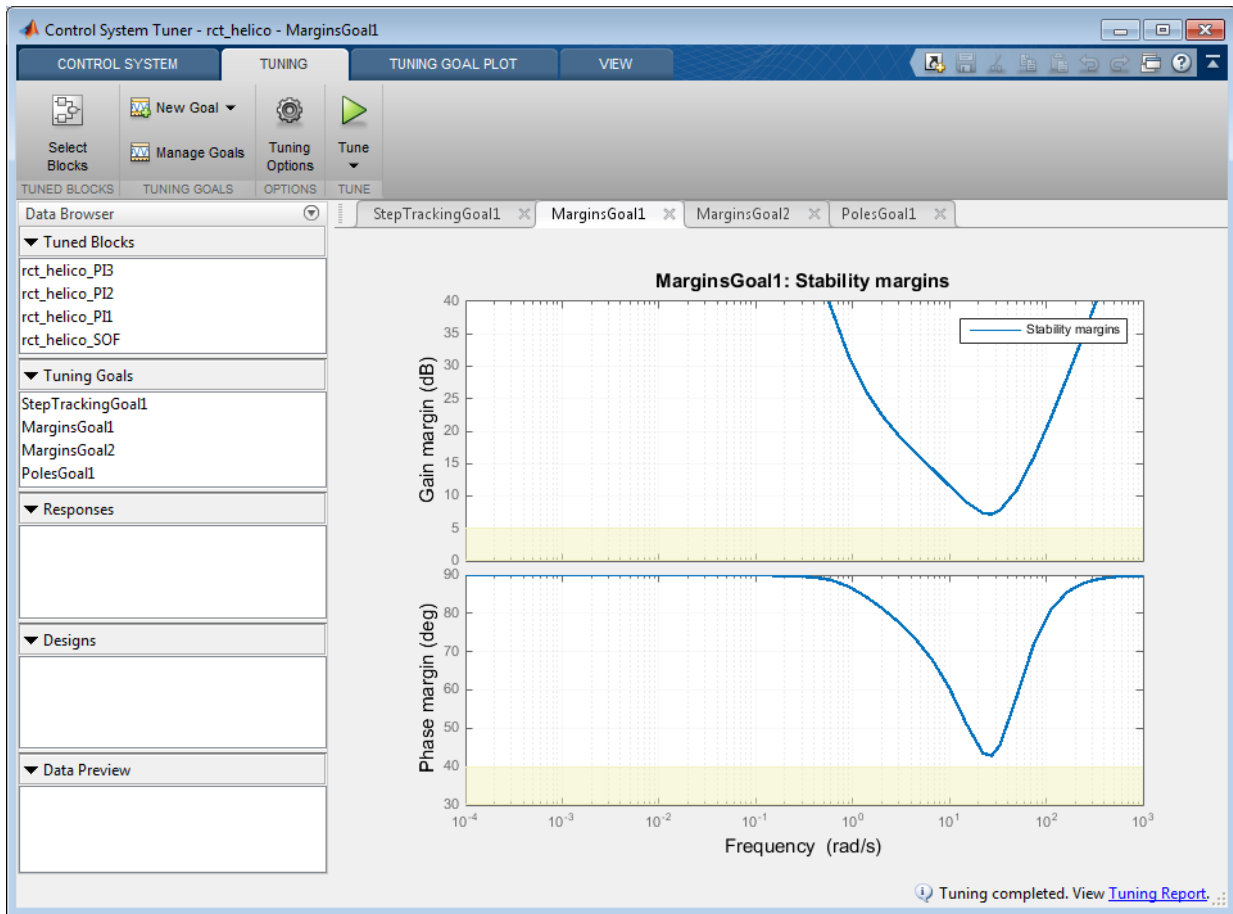 Control System Tuner - rct_helico - MarginsGoal1
CONTROL SYSTEM TUNING TUNING GOAL PLOT VIEW
New Goal
Manage Goals
Select
Blocks
Tuning
Options
Tune
TUNED BLOCKS TUNING GOALS OPTIONS TUNE
Data Browser
StepTrackingGoal1 MarginsGoal1 MarginsGoal2 PolesGoal1
Tuned Blocks
rct_helico_PI3
rct_helico_PI2
rct_helico_PI1
rct_helico_SOF
Tuning Goals
StepTrackingGoal1
MarginsGoal1
MarginsGoal2
PolesGoal1
Responses
Designs
Data Preview
MarginsGoal1: Stability margins
Stability margins
Gain margin (dB)
40
35
30
25
20
15
10
5
0
Phase margin (deg)
90
80
70
60
50
40
30
10^-4 10^-3 10^-2 10^-1 10^0 10^1 10^2 10^3
Frequency (rad/s)
Tuning completed. View Tuning Report.